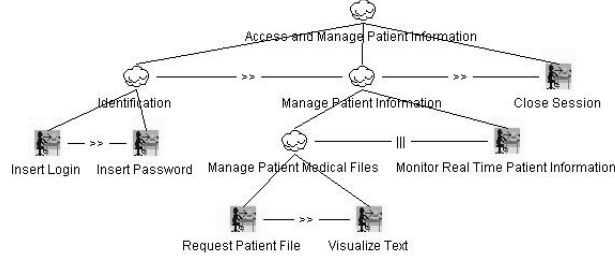 Access and Manage Patient Information
>> >>
Identification Manage Patient Information Close Session
>> |||
Insert Login Insert Password Manage Patient Medical Files Monitor Real Time Patient Information
>>
Request Patient File Visualize Text